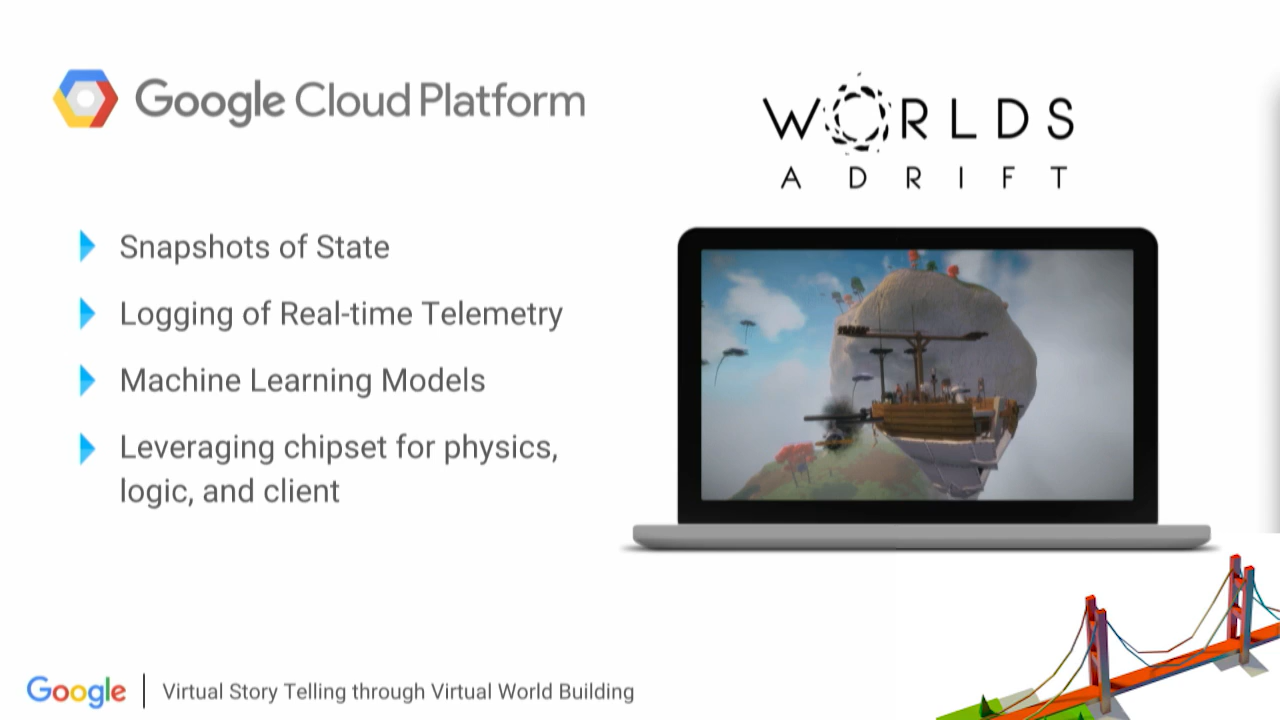 Google Cloud Platform
WORLDS
ADRIFT
Snapshots of State
Logging of Real-time Telemetry
Machine Learning Models
Leveraging chipset for physics,
logic, and client
Google | Virtual Story Telling through Virtual World Building